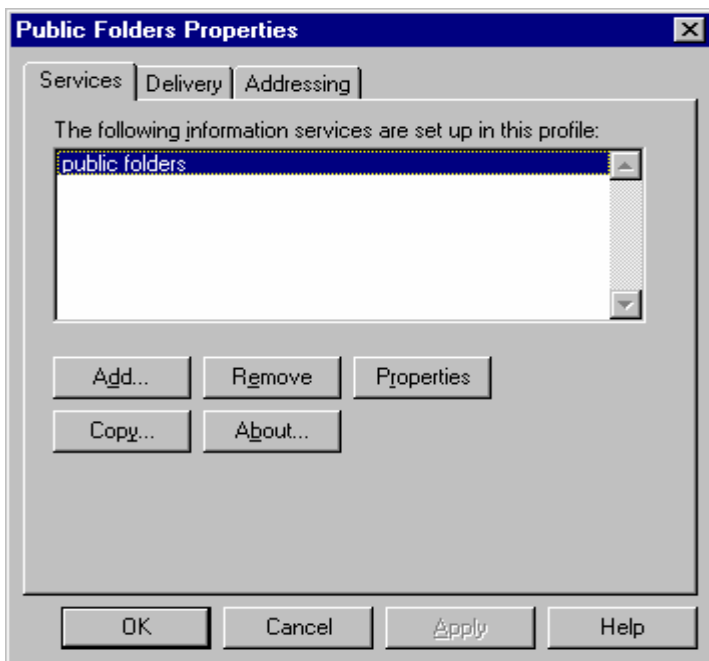 Public Folders Properties
Services Delivery Addressing
The following information services are set up in this profile:
public folders
Add... Remove Properties
Copy... About...
OK Cancel Apply Help